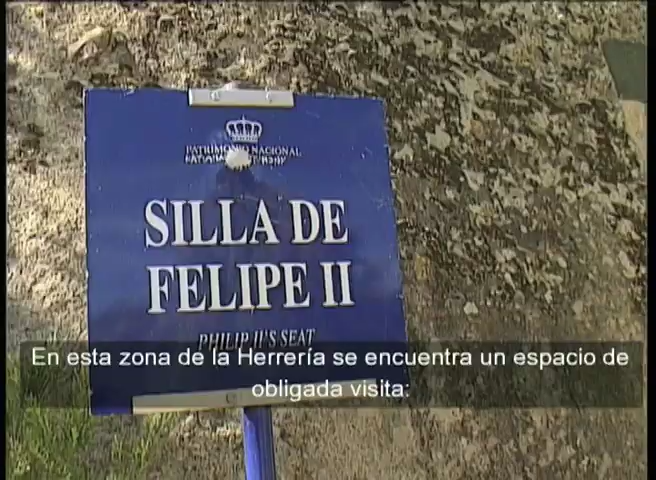 PATRIMONIO NACIONAL
SILLA DE
FELIPE II
PHILIP II'S SEAT
En esta zona de la Herrería se encuentra un espacio de
obligada visita: